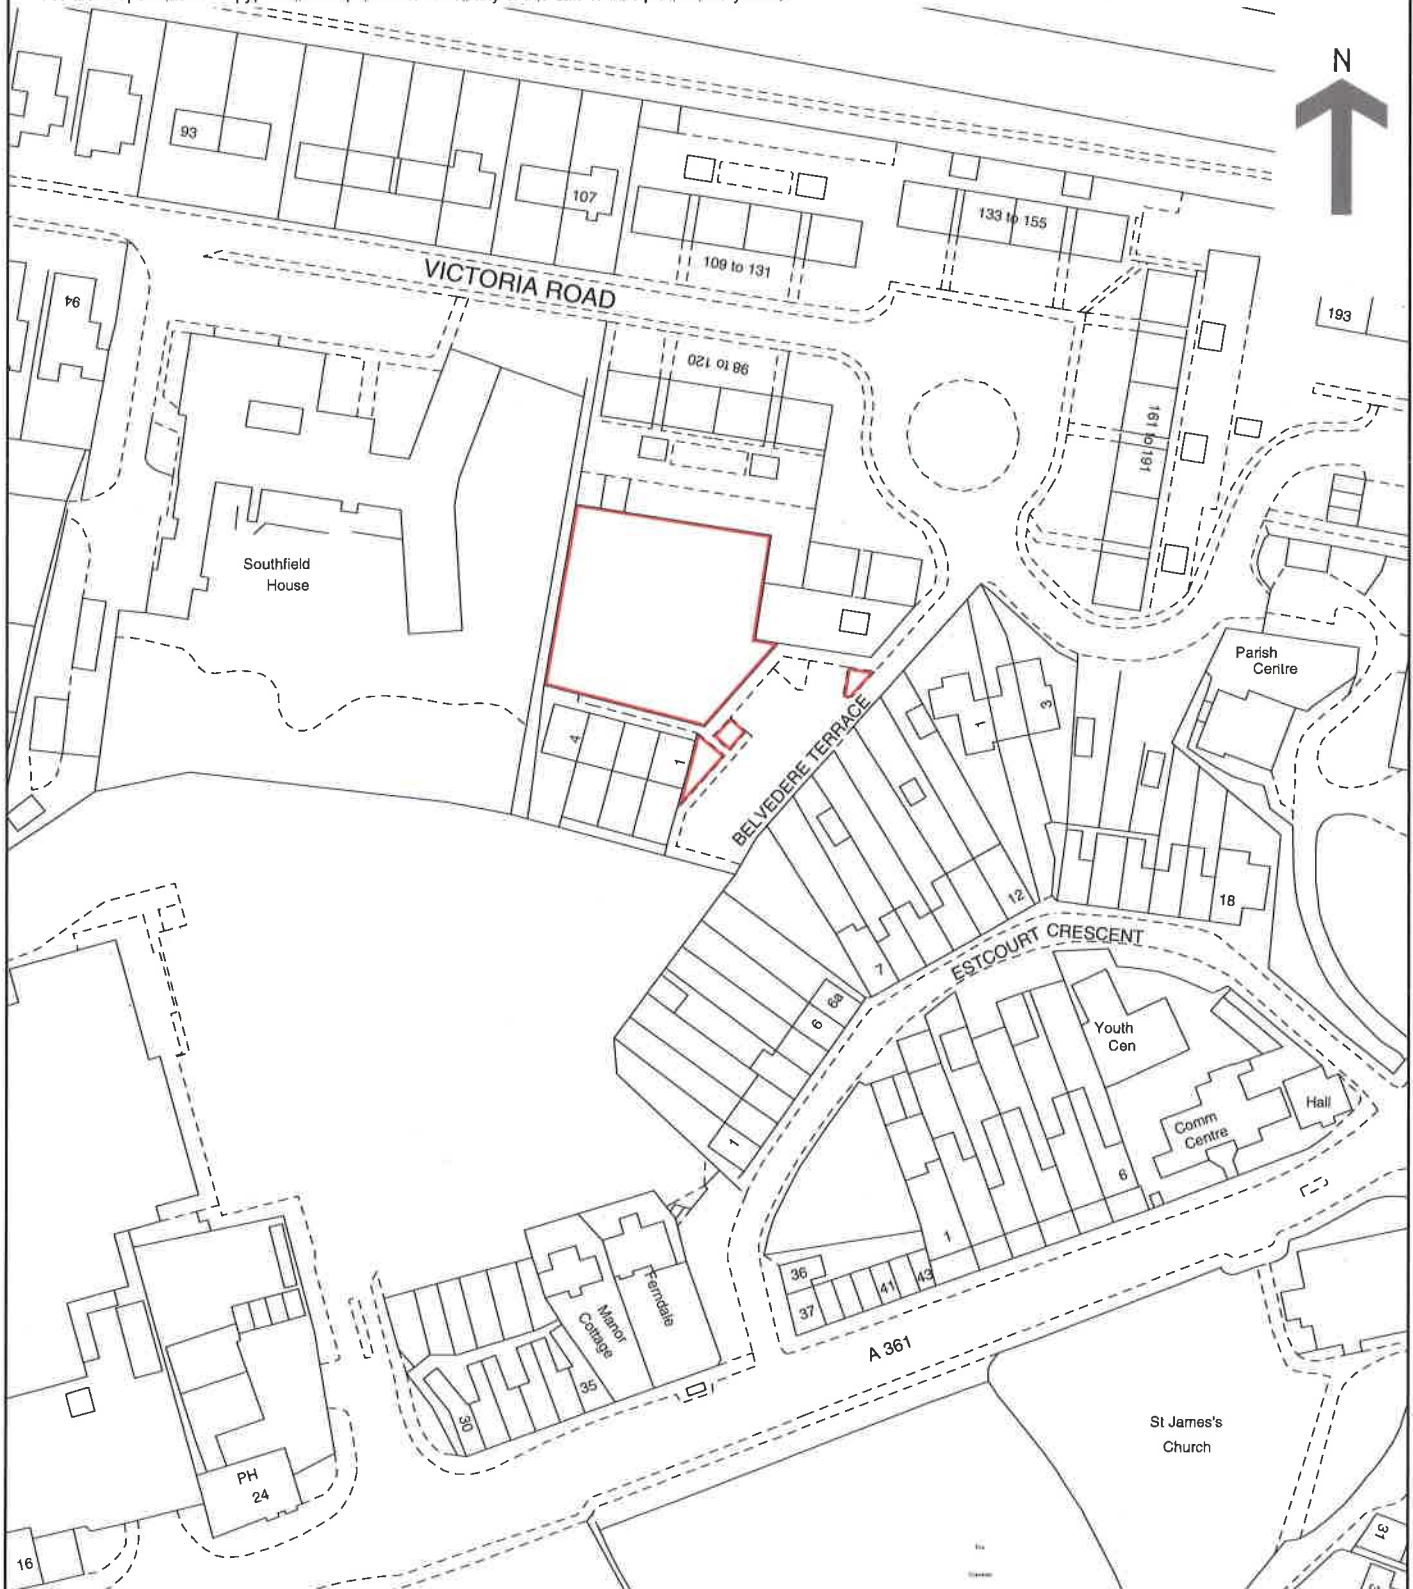 N
93
107
133 to 155
109 to 131
VICTORIA ROAD
94
193
98 to 120
161 to 191
Southfield
House
Parish
Centre
1
3
4
1
BELVEDERE TERRACE
12
18
7
ESTCOURT CRESCENT
6
6a
Youth
Cen
1
Hall
Comm
Centre
6
1
36
37
41
43
Ferndale
Manor
Cottage
35
30
A 361
St James's
Church
PH
24
16
31